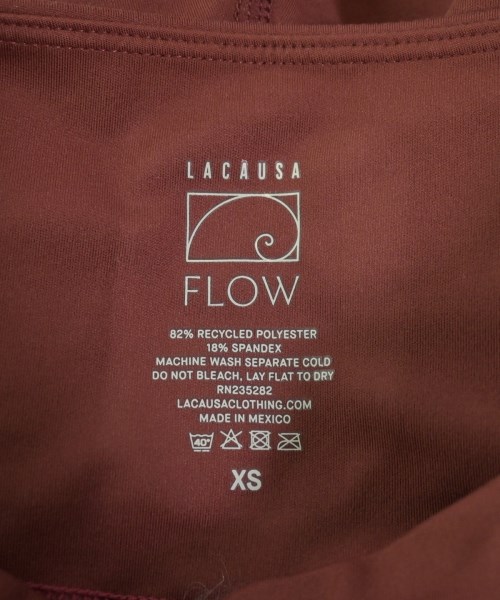 LACAUSA
FLOW
82% RECYCLED POLYESTER
18% SPANDEX
MACHINE WASH SEPARATE COLD
DO NOT BLEACH, LAY FLAT TO DRY
RN235282
LACAUSACLOTHING.COM
MADE IN MEXICO
40°
XS